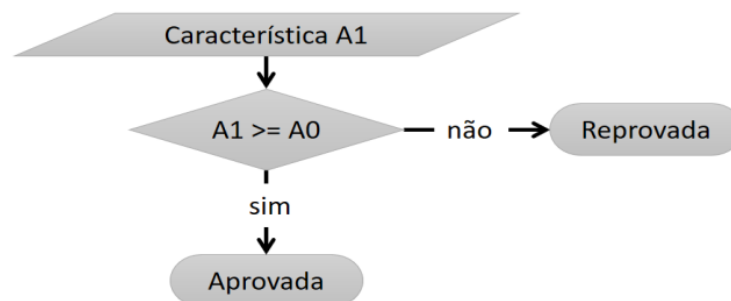 Característica A1
A1 >= A0
não
Reprovada
sim
Aprovada